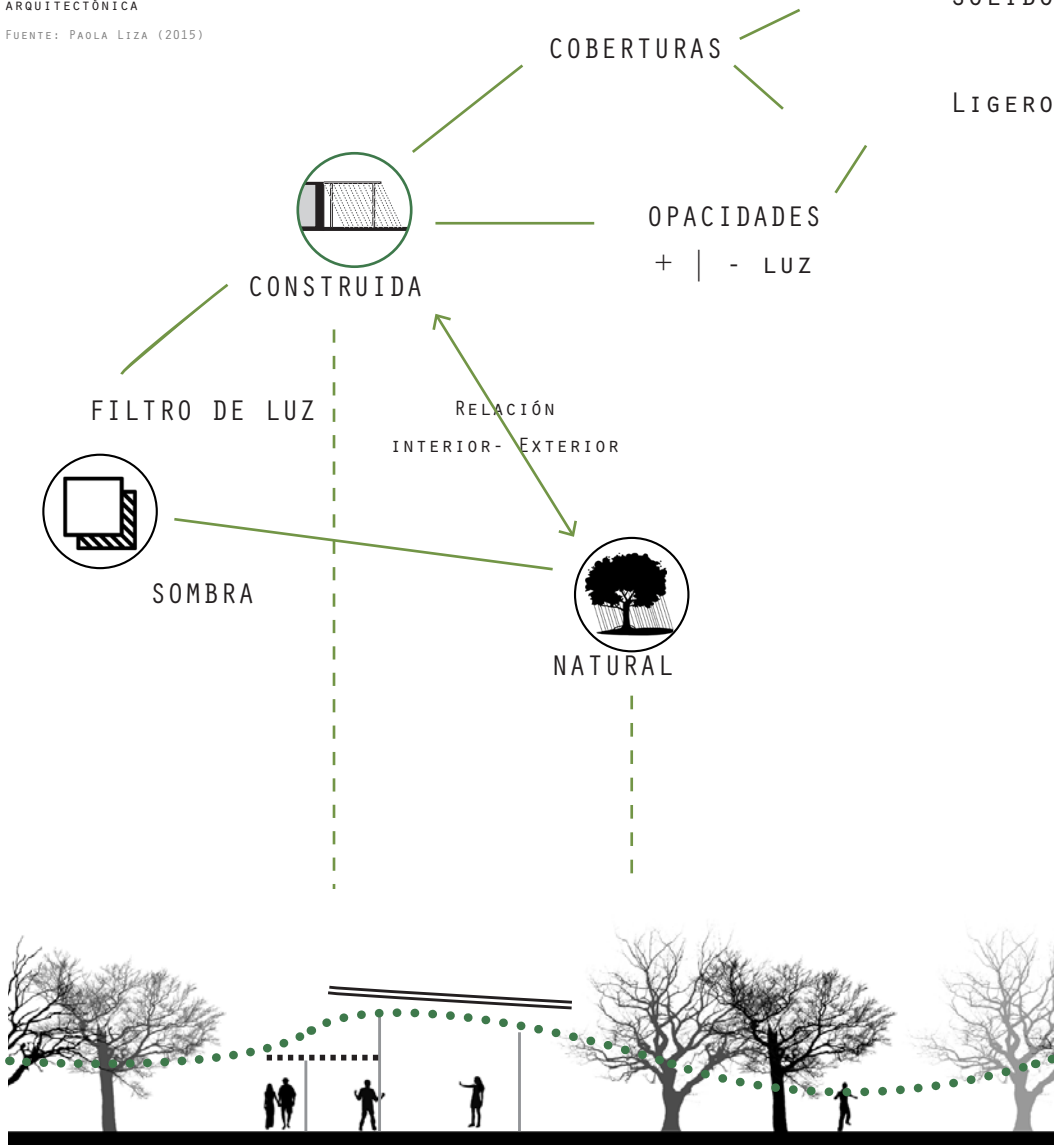 ARQUITECTÓNICA
FUENTE: PAOLA LIZA (2015)
COBERTURAS
LIGERO
OPACIDADES
+ | - LUZ
CONSTRUIDA
FILTRO DE LUZ
RELACIÓN
INTERIOR- EXTERIOR
SOMBRA
NATURAL